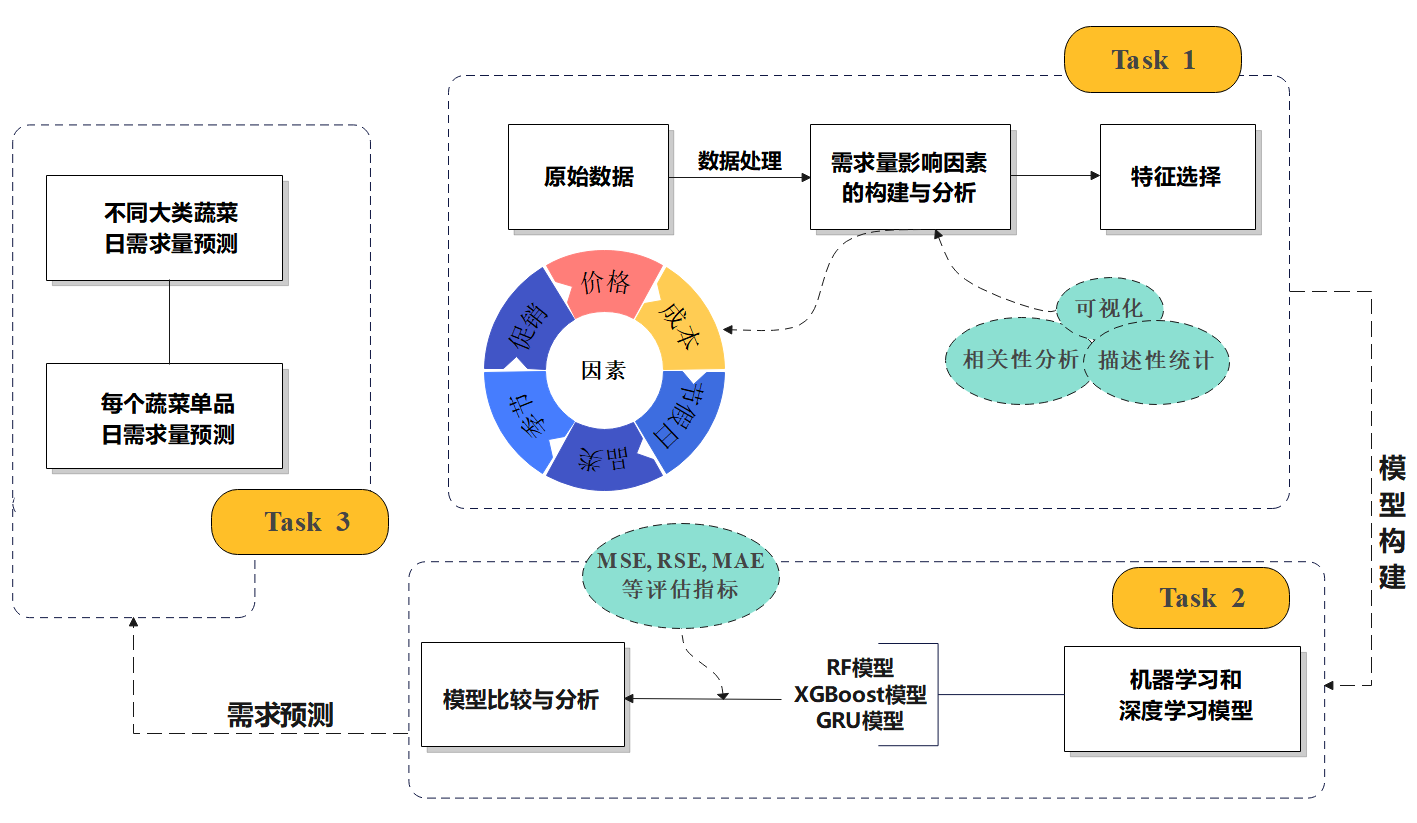 Task 1
原始数据
数据处理
需求量影响因素
的构建与分析
特征选择
价格
成本
节假日
品类
季节
促销
因素
可视化
相关性分析
描述性统计
模
型
构
建
Task 2
机器学习和
深度学习模型
RF模型
XGBoost模型
GRU模型
MSE, RSE, MAE
等评估指标
模型比较与分析
需求预测
Task 3
不同大类蔬菜
日需求量预测
每个蔬菜单品
日需求量预测